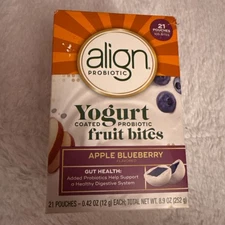 21
POUCHES
align
PROBIOTIC
Yogurt
COATED PROBIOTIC
fruit bites
APPLE BLUEBERRY
GUT HEALTH:
Added Probiotics Help Support
a Healthy Digestive System
21 POUCHES – 0.42 OZ (12 g) EACH, TOTAL NET WT. 8.9 OZ (252 g)